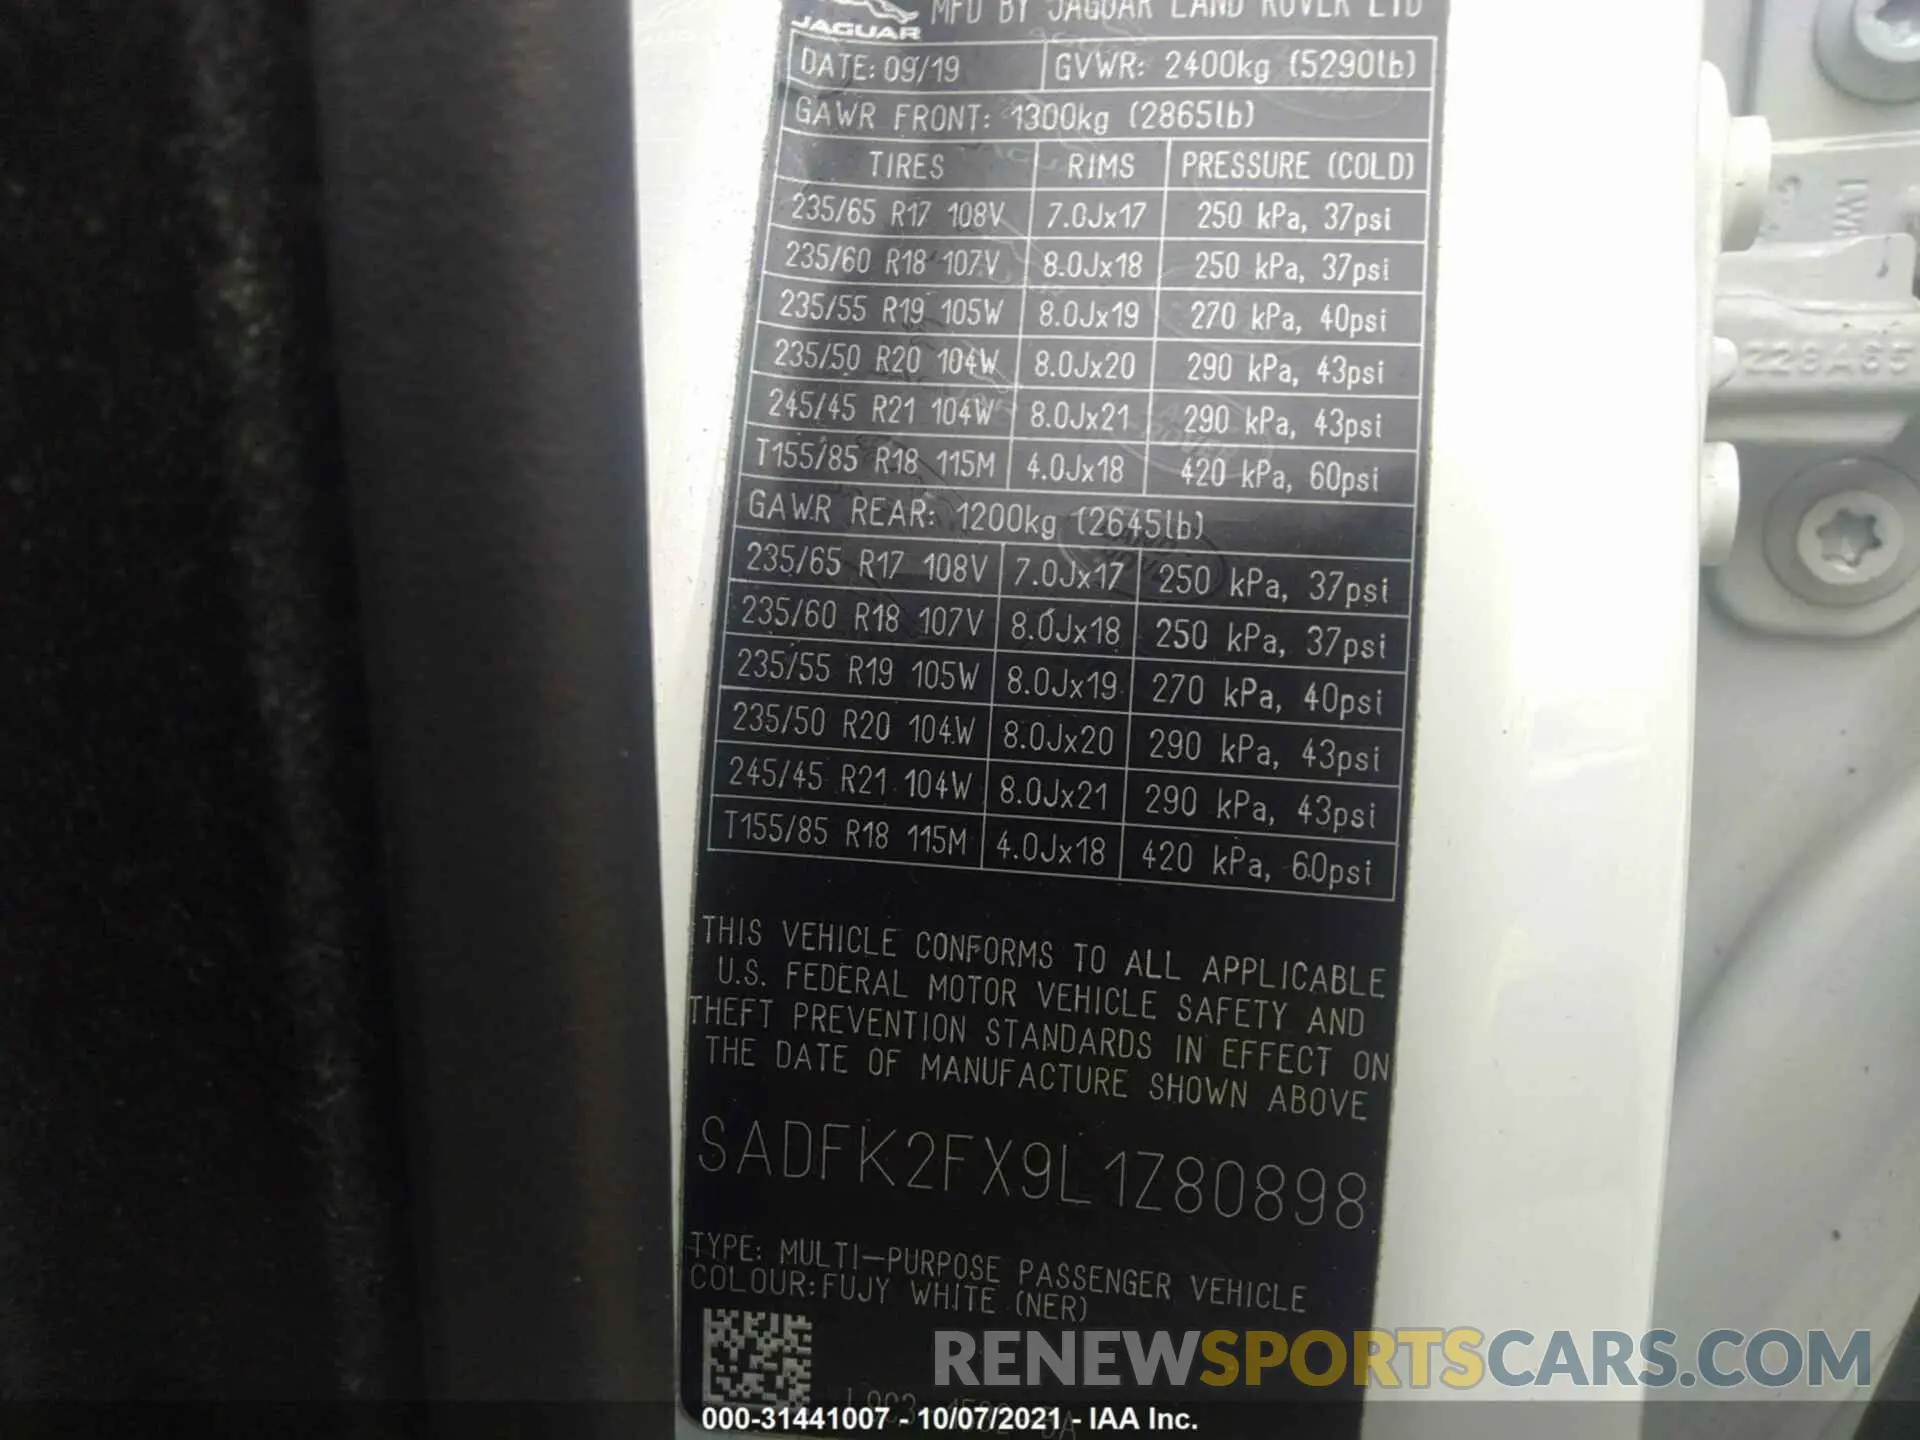 MFD BY JAGUAR LAND ROVER LTD
JAGUAR
DATE: 09/19 GVWR: 2400kg (5290lb)
GAWR FRONT: 1300kg (2865lb)
TIRES RIMS PRESSURE (COLD)
235/65 R17 108V 7.0Jx17 250 kPa, 37psi
235/60 R18 107V 8.0Jx18 250 kPa, 37psi
235/55 R19 105W 8.0Jx19 270 kPa, 40psi
235/50 R20 104W 8.0Jx20 290 kPa, 43psi
245/45 R21 104W 8.0Jx21 290 kPa, 43psi
T155/85 R18 115M 4.0Jx18 420 kPa, 60psi
GAWR REAR: 1200kg (2645lb)
235/65 R17 108V 7.0Jx17 250 kPa, 37psi
235/60 R18 107V 8.0Jx18 250 kPa, 37psi
235/55 R19 105W 8.0Jx19 270 kPa, 40psi
235/50 R20 104W 8.0Jx20 290 kPa, 43psi
245/45 R21 104W 8.0Jx21 290 kPa, 43psi
T155/85 R18 115M 4.0Jx18 420 kPa, 60psi
THIS VEHICLE CONFORMS TO ALL APPLICABLE
U.S. FEDERAL MOTOR VEHICLE SAFETY AND
THEFT PREVENTION STANDARDS IN EFFECT ON
THE DATE OF MANUFACTURE SHOWN ABOVE
SADFK2FX9L1Z80898
TYPE: MULTI-PURPOSE PASSENGER VEHICLE
COLOUR:FUJY WHITE (NER)
Z28A65
RENEWSPORTSCARS.COM
000-31441007 - 10/07/2021 - IAA Inc.